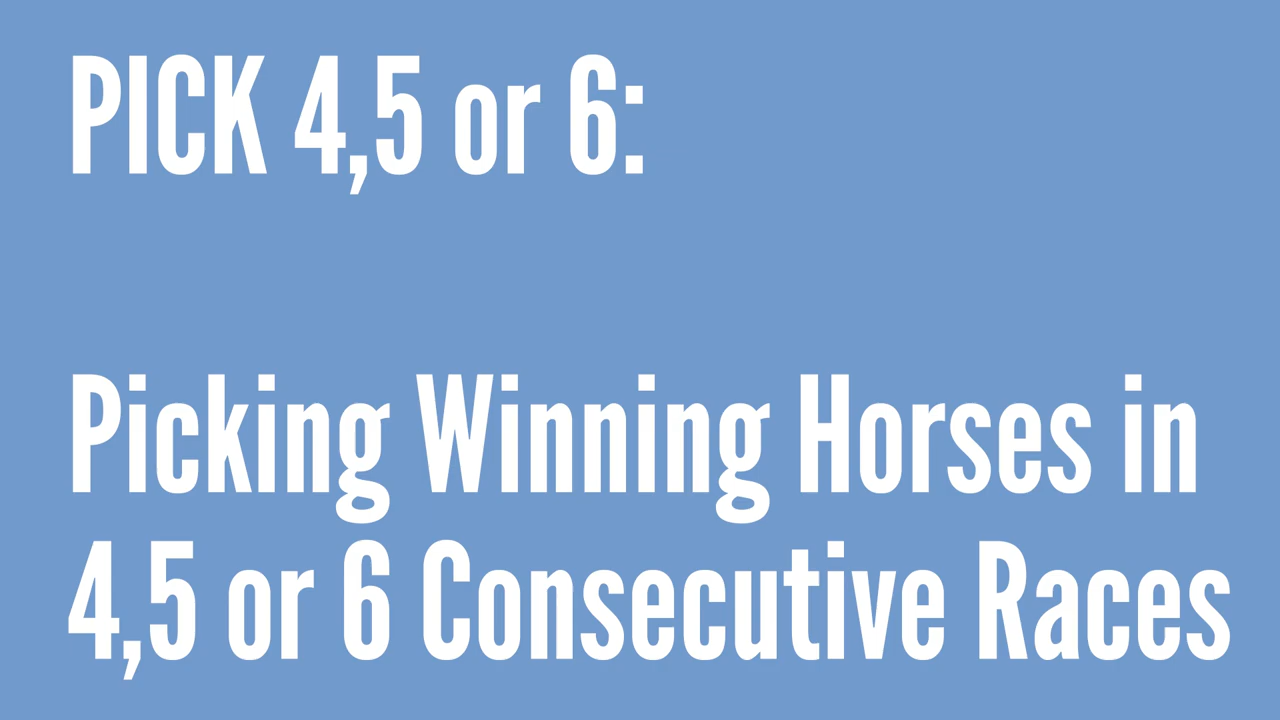 PICK 4,5 or 6:
Picking Winning Horses in
4,5 or 6 Consecutive Races